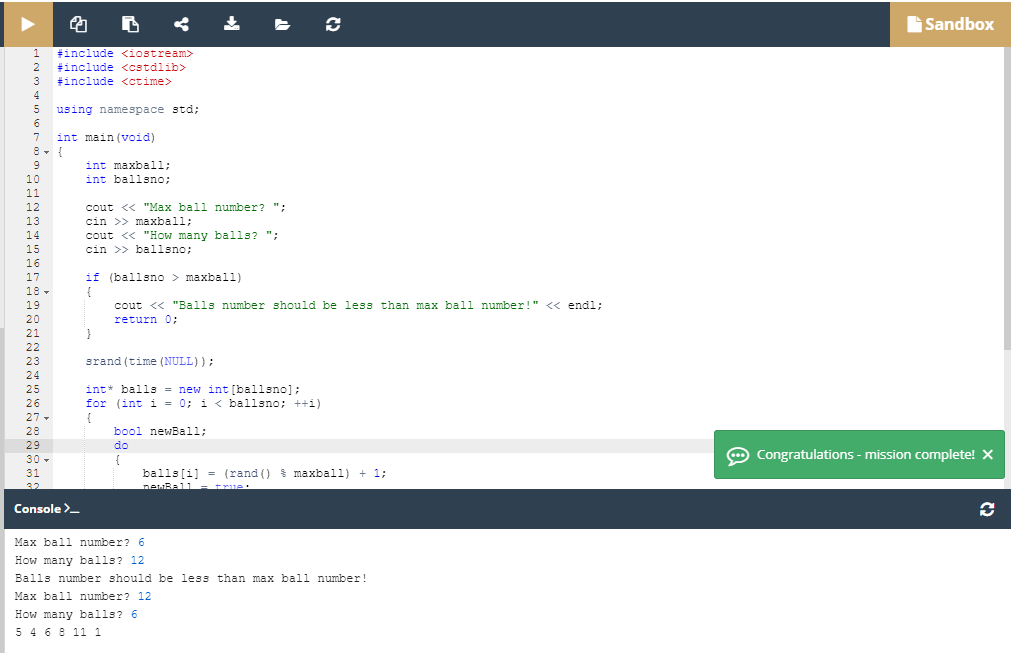 Sandbox
1 #include <iostream>
2 #include <cstdlib>
3 #include <ctime>
4
5 using namespace std;
6
7 int main(void)
8 {
9     int maxball;
10     int ballsno;
11
12     cout << "Max ball number? ";
13     cin >> maxball;
14     cout << "How many balls? ";
15     cin >> ballsno;
16
17     if (ballsno > maxball)
18     {
19         cout << "Balls number should be less than max ball number!" << endl;
20         return 0;
21     }
22
23     srand(time(NULL));
24
25     int* balls = new int[ballsno];
26     for (int i = 0; i < ballsno; ++i)
27     {
28         bool newBall;
29         do
30         {
31             balls[i] = (rand() % maxball) + 1;
32             newBall = true;
Congratulations - mission complete!
Console
Max ball number? 6
How many balls? 12
Balls number should be less than max ball number!
Max ball number? 12
How many balls? 6
5 4 6 8 11 1